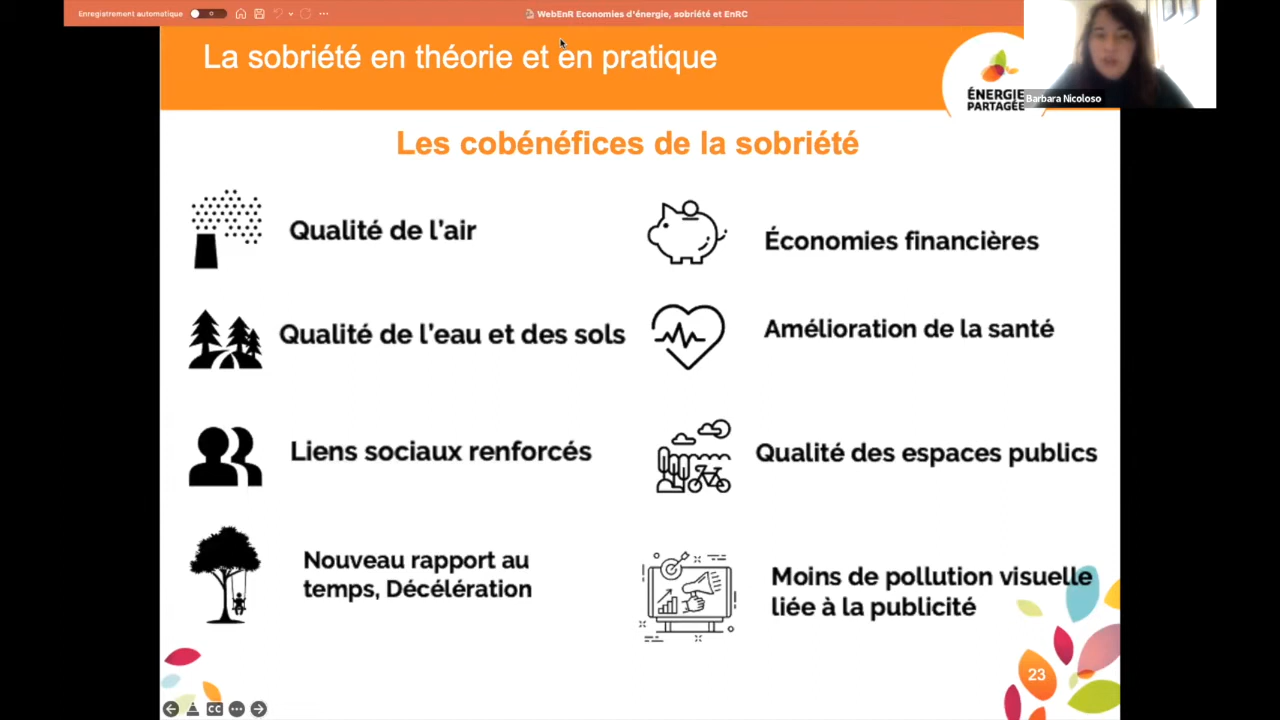 Enregistrement automatique
WebEnR Economies d'énergie, sobriété et EnRC
La sobriété en théorie et en pratique
ÉNERGIE
PARTAGÉE
Barbara Nicoloso
Les cobénéfices de la sobriété
Qualité de l'air
Économies financières
Qualité de l'eau et des sols
Amélioration de la santé
Liens sociaux renforcés
Qualité des espaces publics
Nouveau rapport au
temps, Décélération
Moins de pollution visuelle
liée à la publicité
23
CC